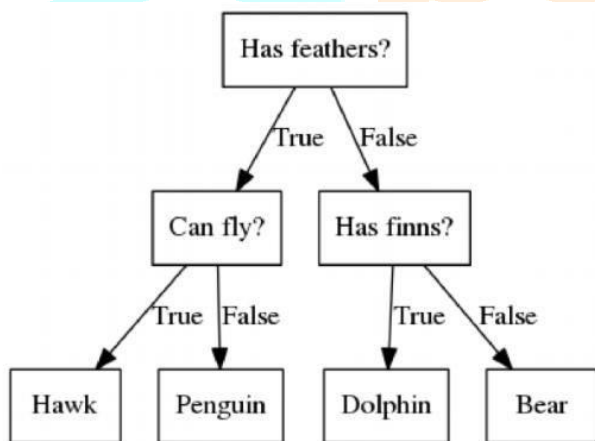 Has feathers?
True False
Can fly? Has finns?
True False True False
Hawk Penguin Dolphin Bear